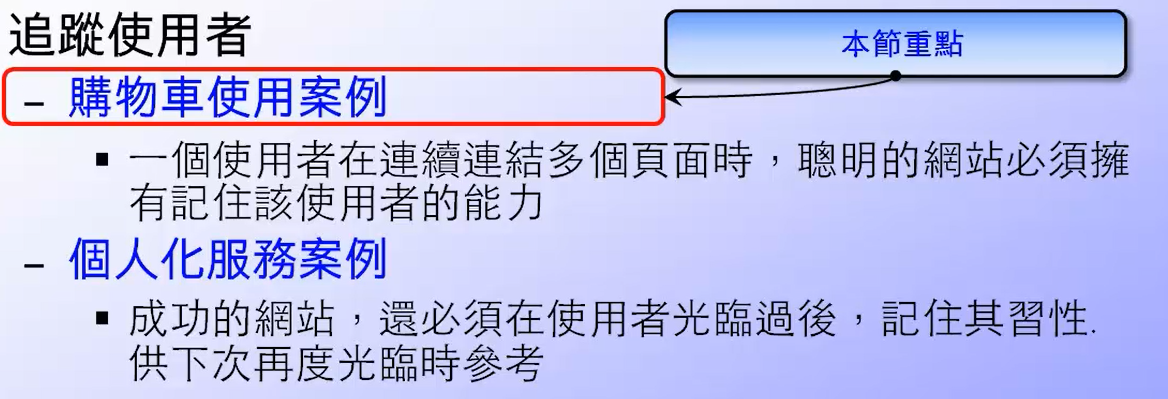 追蹤使用者
本節重點
– 購物車使用案例
▪ 一個使用者在連續連結多個頁面時，聰明的網站必須擁
有記住該使用者的能力
– 個人化服務案例
▪ 成功的網站，還必須在使用者光臨過後，記住其習性.
供下次再度光臨時參考